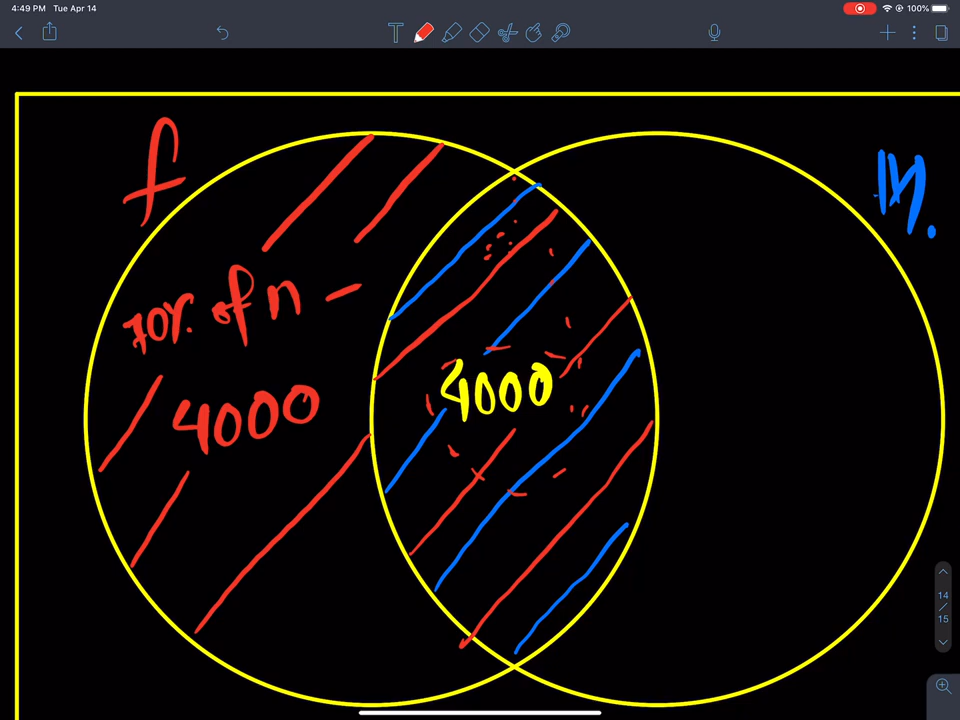 4:49 PM Tue Apr 14
100%
f
M.
70% of n -
4000
4000
14
/
15